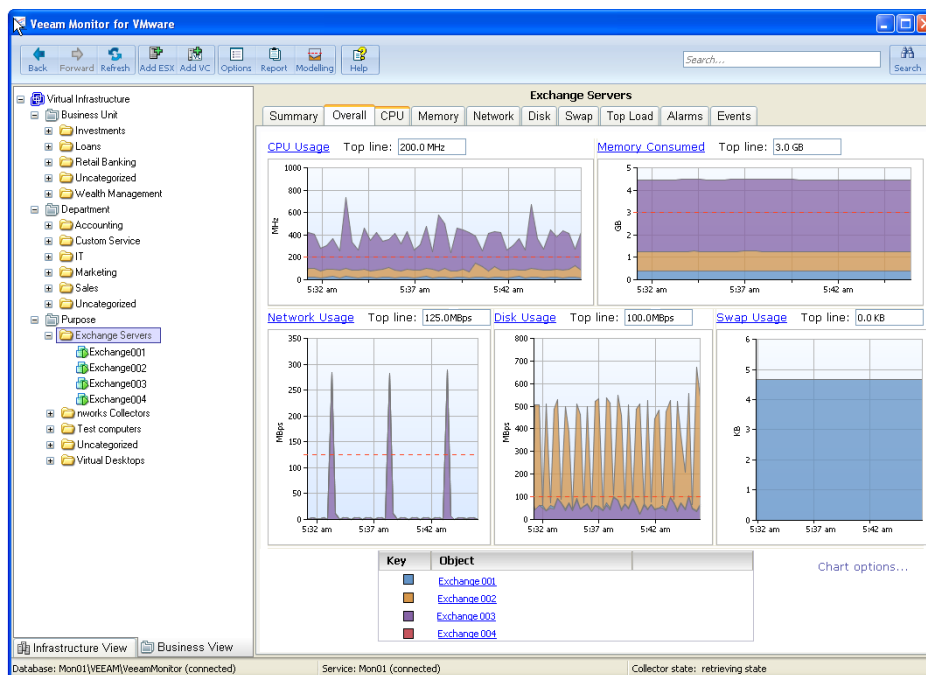 Veeam Monitor for VMware
Back Forward Refresh Add ESX Add VC Options Report Modelling Help Search... Search
Virtual Infrastructure
Business Unit
Investments
Loans
Retail Banking
Uncategorized
Wealth Management
Department
Accounting
Custom Service
IT
Marketing
Sales
Uncategorized
Purpose
Exchange Servers
Exchange001
Exchange002
Exchange003
Exchange004
nworks Collectors
Test computers
Uncategorized
Virtual Desktops
Infrastructure View Business View
Exchange Servers
Summary Overall CPU Memory Network Disk Swap Top Load Alarms Events
CPU Usage Top line: 200.0 MHz
1000
800
600
400
200
0
MHz
5:32 am 5:37 am 5:42 am
Memory Consumed Top line: 3.0 GB
5
4
3
2
1
0
GB
5:32 am 5:37 am 5:42 am
Network Usage Top line: 125.0MBps
350
300
250
200
150
100
50
0
MBps
5:32 am 5:37 am 5:42 am
Disk Usage Top line: 100.0MBps
800
700
600
500
400
300
200
100
0
MBps
5:32 am 5:37 am 5:42 am
Swap Usage Top line: 0.0 KB
6
5
4
3
2
1
0
KB
5:32 am 5:37 am 5:42 am
Key Object
Exchange 001
Exchange 002
Exchange 003
Exchange 004
Chart options...
Database: Mon01\VEEAM\VeeamMonitor (connected) Service: Mon01 (connected) Collector state: retrieving state